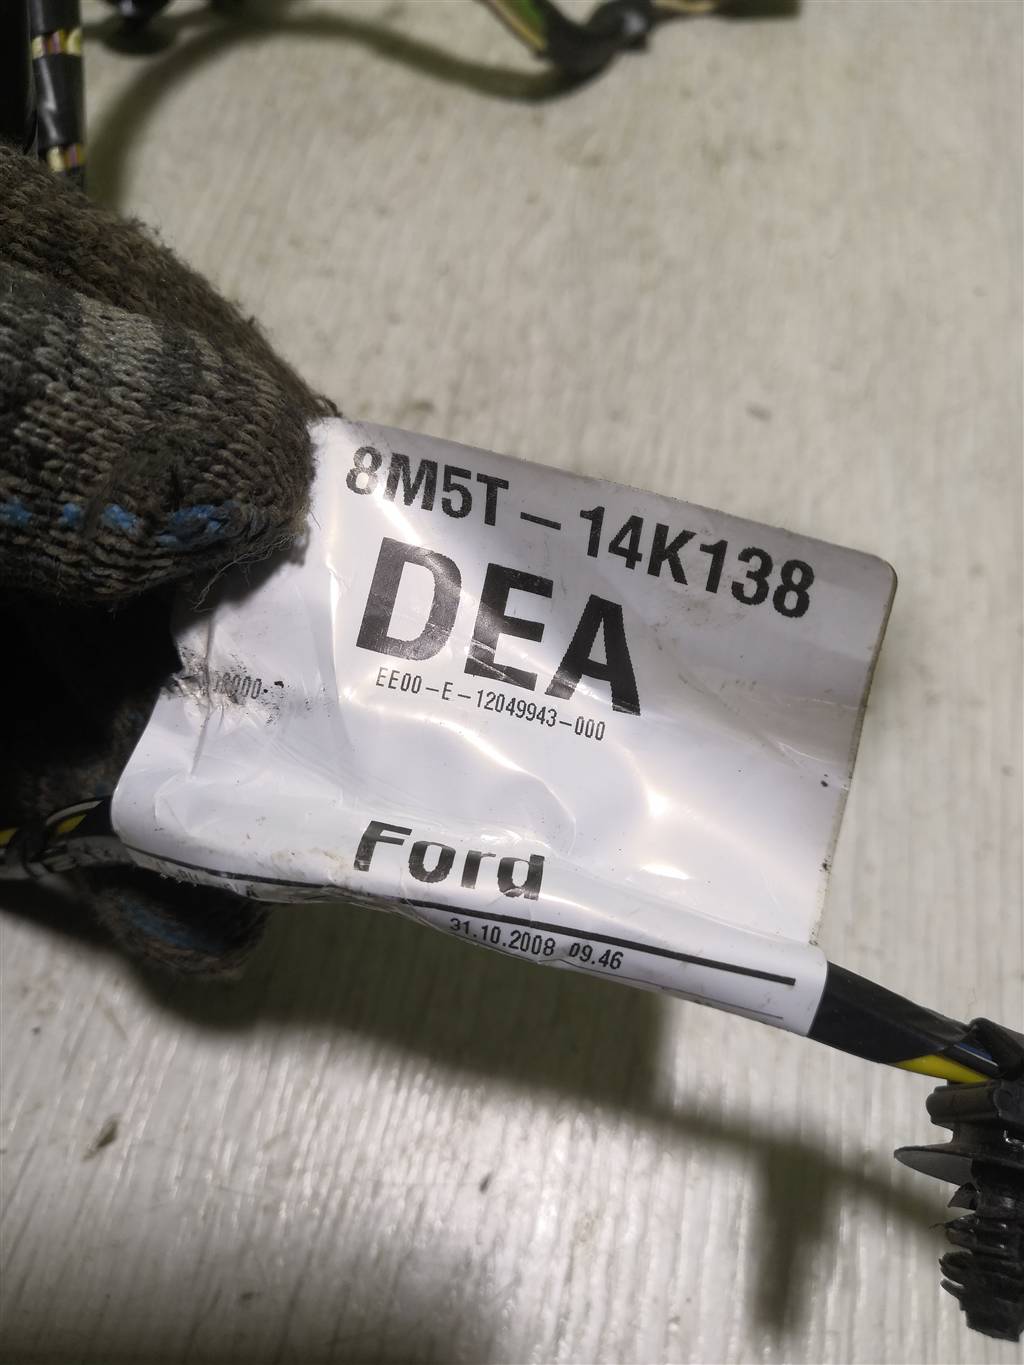 8M5T-14K138
DEA
EE00-E-12049943-000
Ford
31.10.2008 09.46